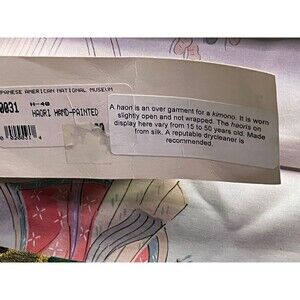 JAPANESE AMERICAN NATIONAL MUSEUM
0031
H-40
HAORI HAND-PAINTED
A haori is an over garment for a kimono. It is worn
slightly open and not wrapped. The haoris on
display here vary from 15 to 50 years old. Made
from silk. A reputable drycleaner is
recommended.